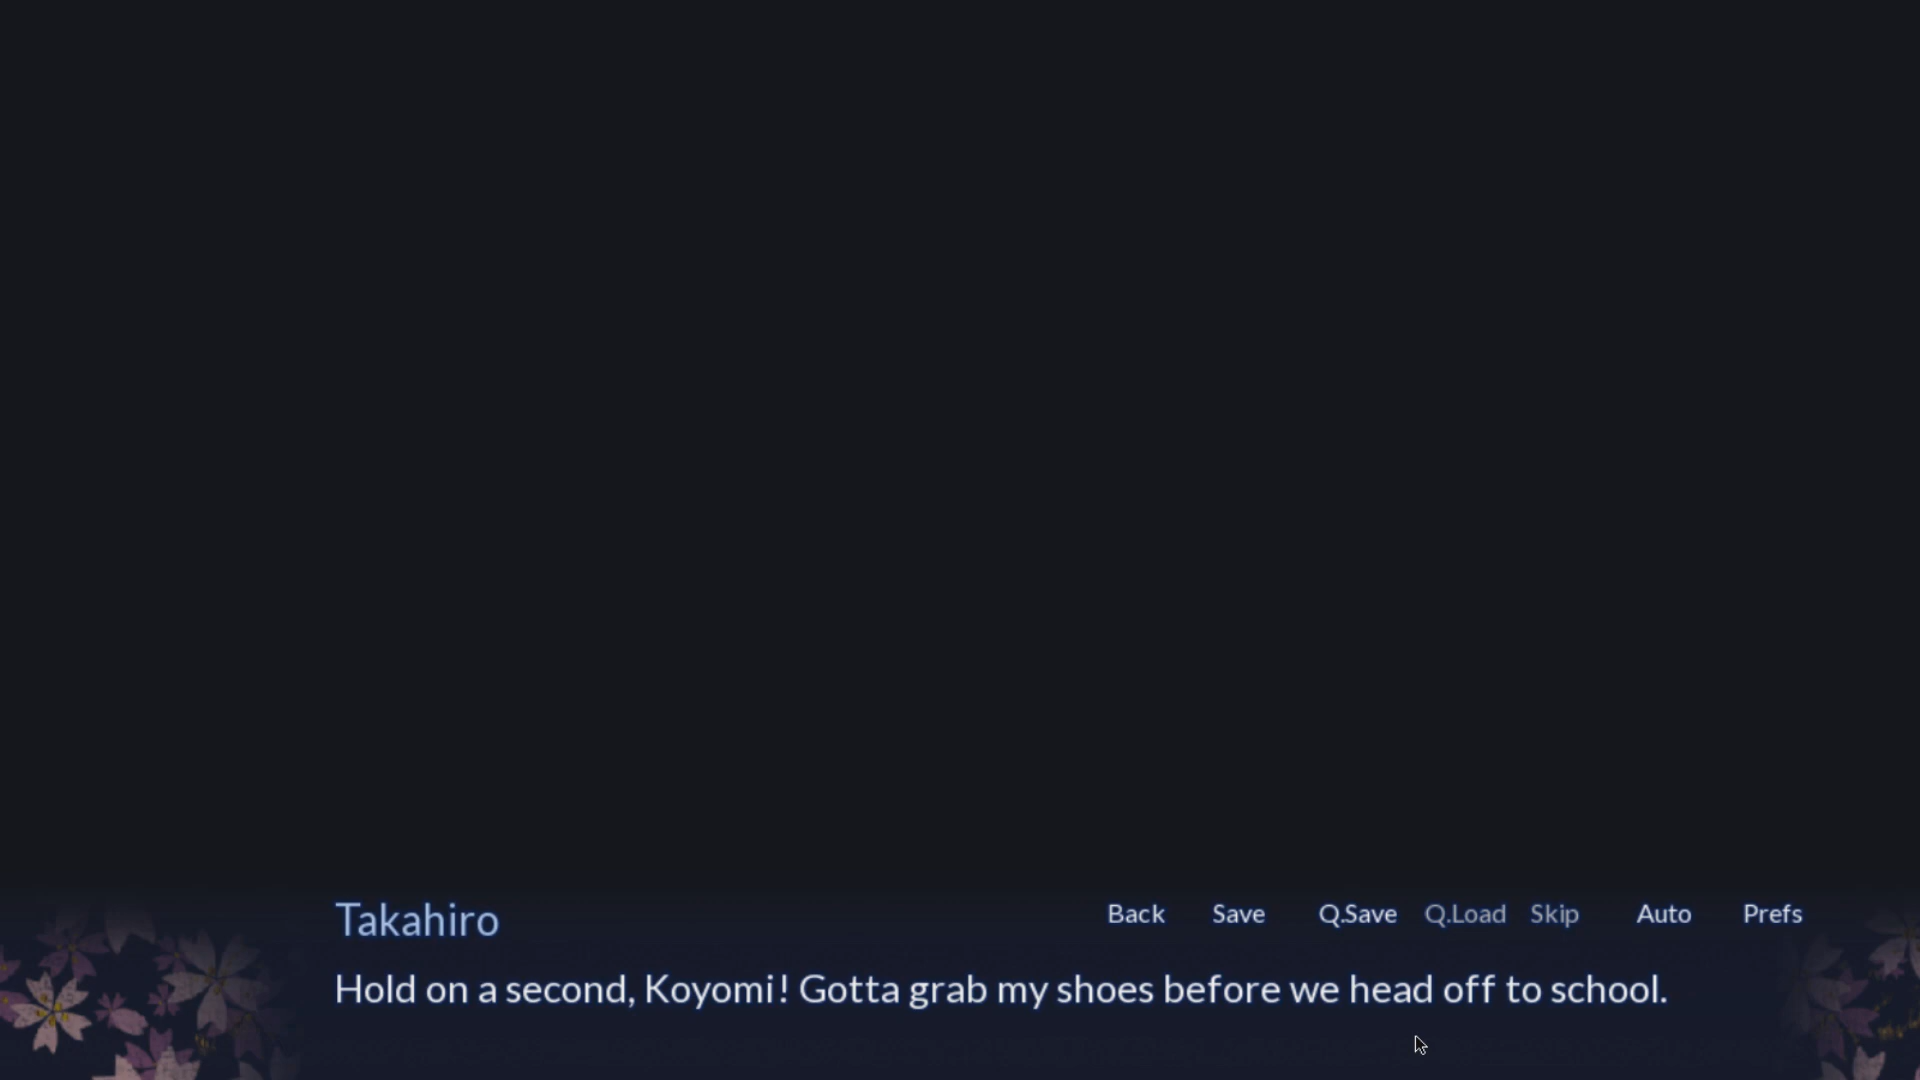 Takahiro
Back Save Q.Save Q.Load Skip Auto Prefs
Hold on a second, Koyomi! Gotta grab my shoes before we head off to school.